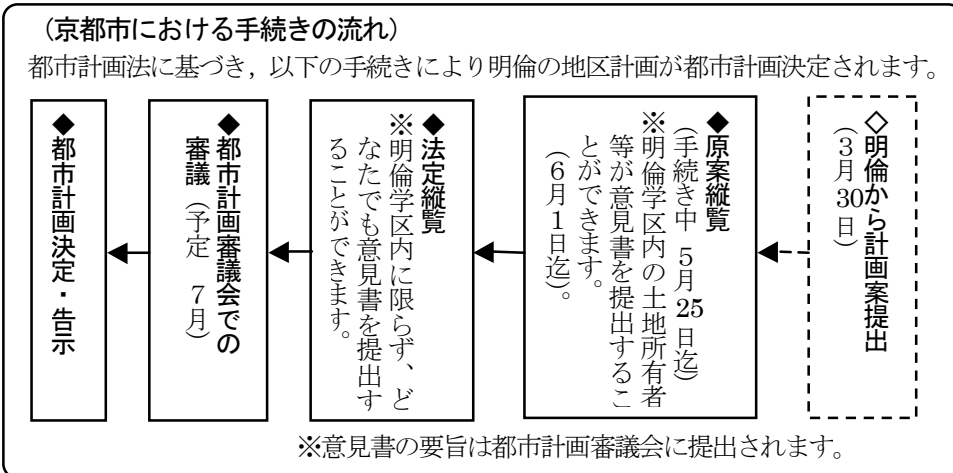 （京都市における手続きの流れ）
都市計画法に基づき，以下の手続きにより明倫の地区計画が都市計画決定されます。
◇明倫から計画案提出
（３月30日）
◆原案縦覧
（手続き中　５月25日迄）
※明倫学区内の土地所有者
等が意見書を提出するこ
とができます。
（６月１日迄）。
◆法定縦覧
※明倫学区内に限らず、ど
なたでも意見書を提出す
ることができます。
◆都市計画審議会での
審議（予定　７月）
◆都市計画決定・告示
※意見書の要旨は都市計画審議会に提出されます。